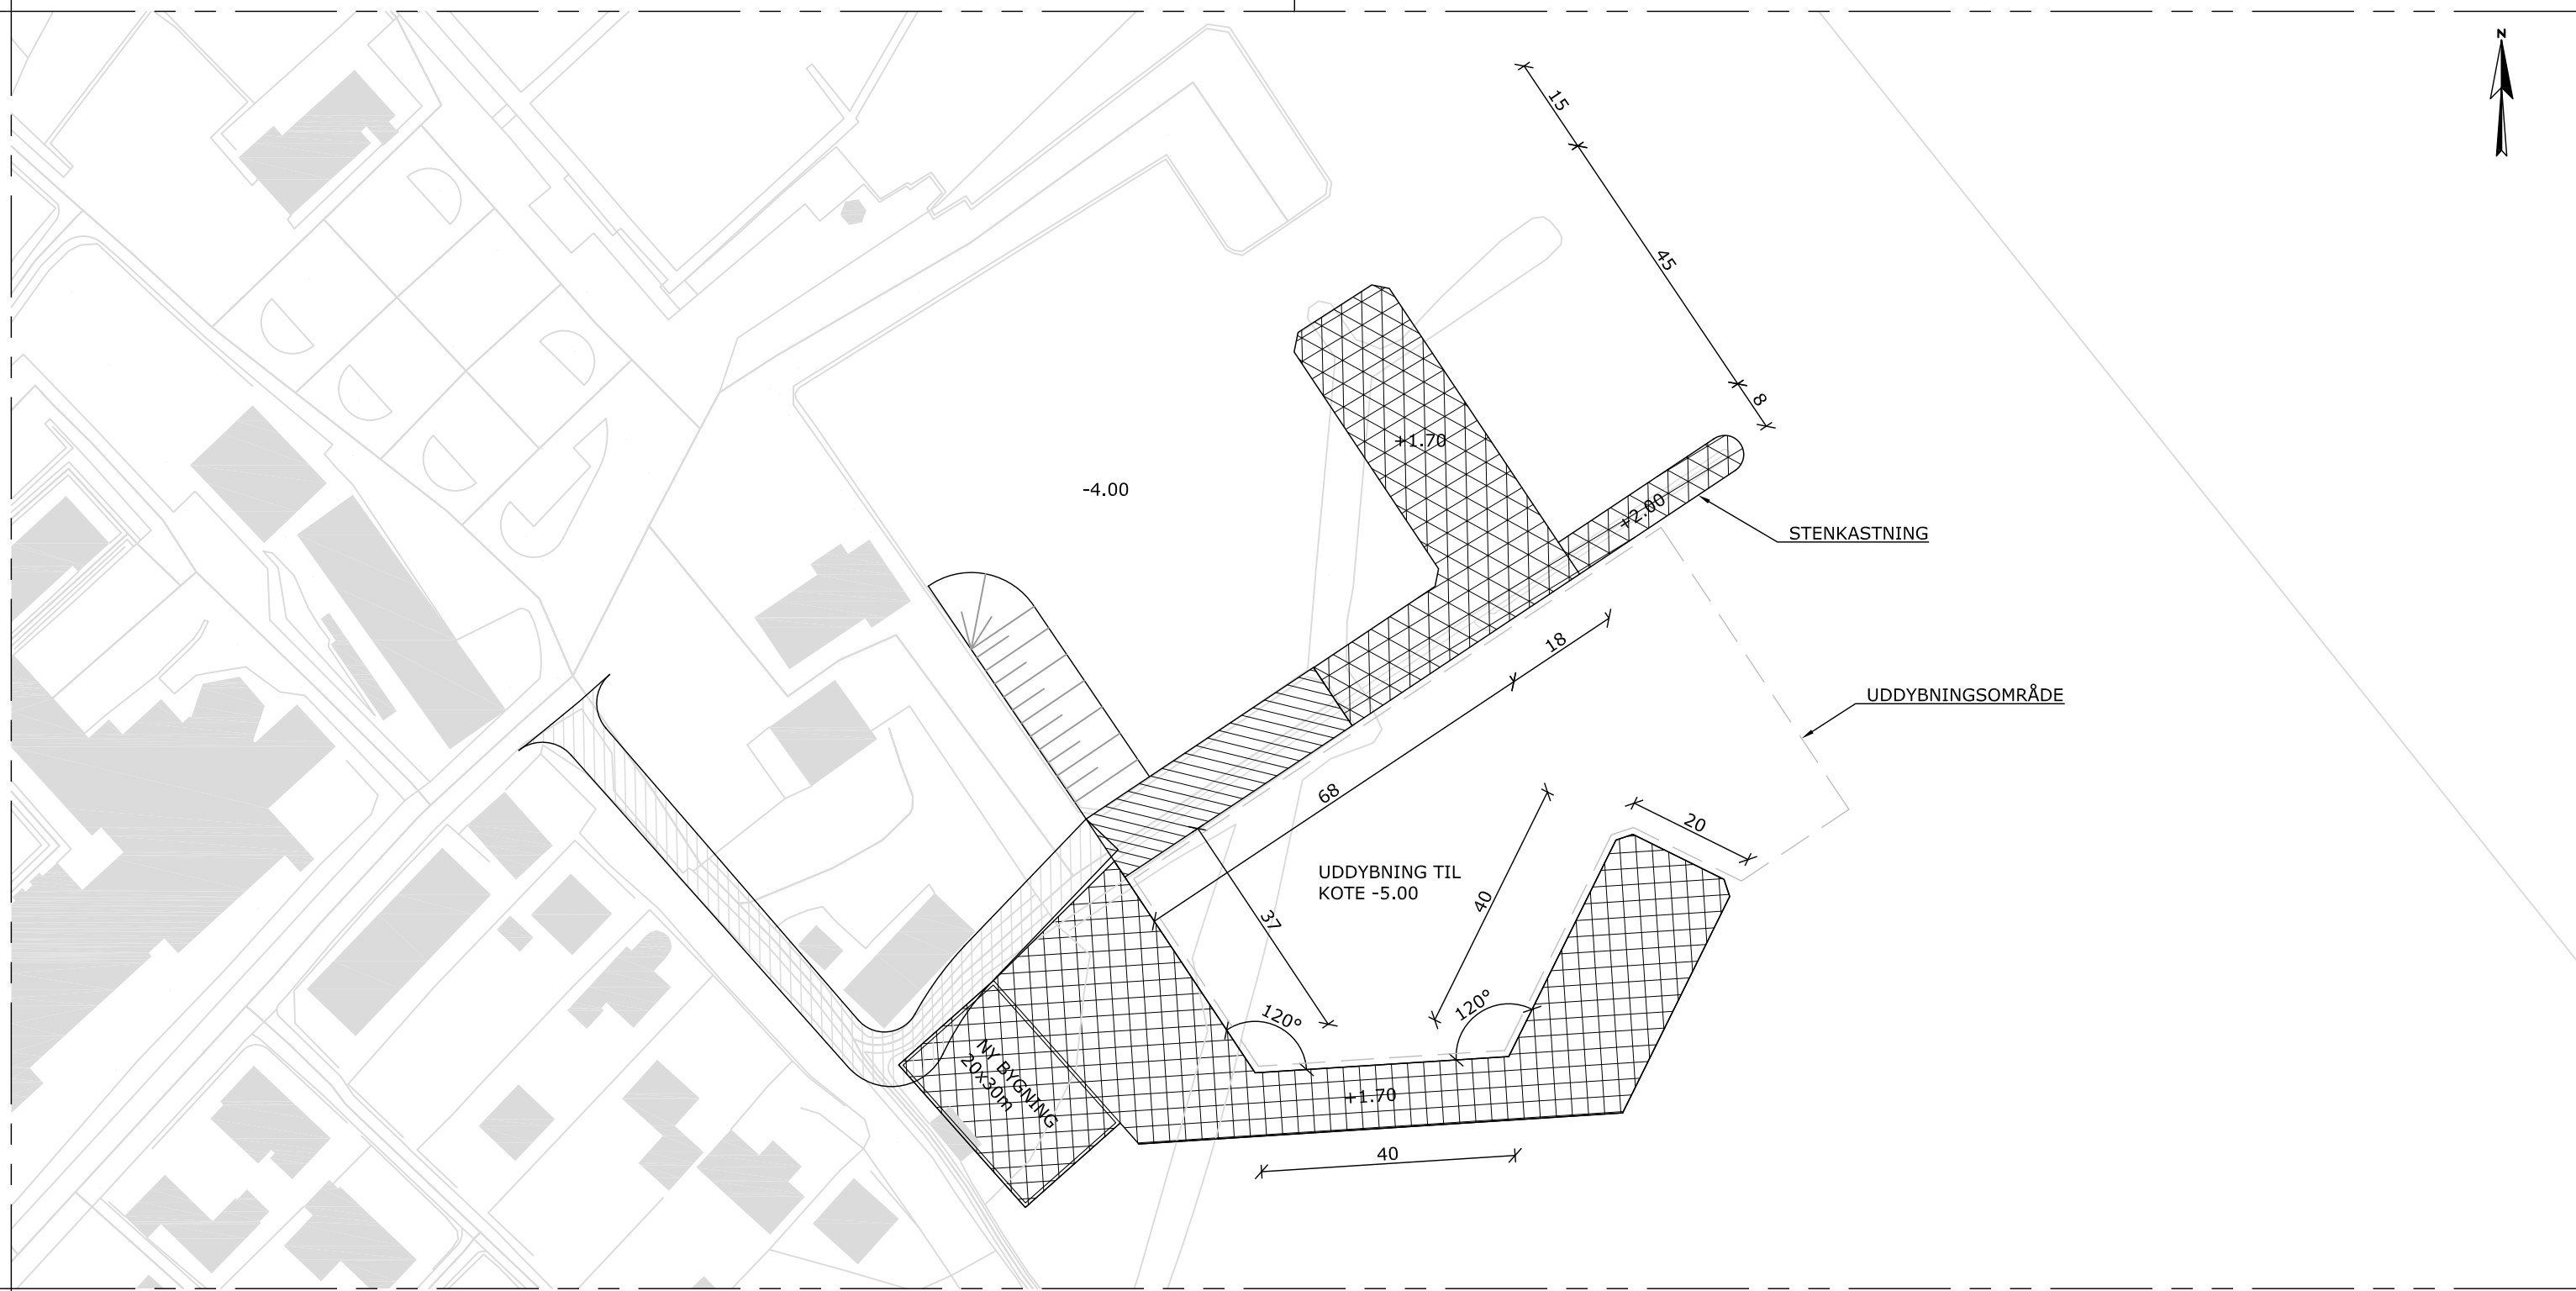 N
15
45
8
+1.70
-4.00
+2.00
STENKASTNING
18
UDDYBNINGSOMRÅDE
68
20
UDDYBNING TIL
KOTE -5.00
40
37
120°
120°
NY BYGNING
20x30m
+1.70
40